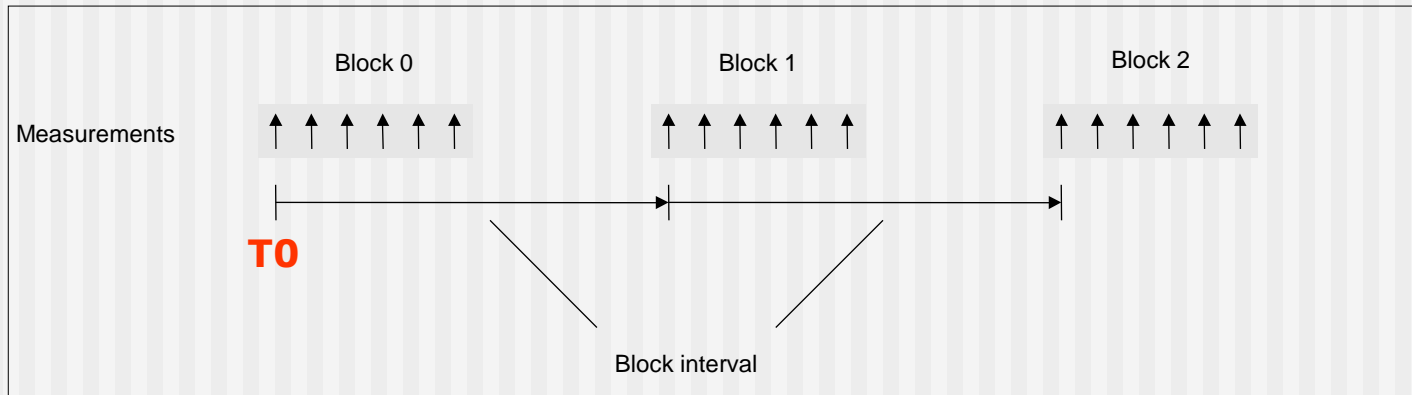 Block 0
Block 1
Block 2
Measurements
T0
Block interval